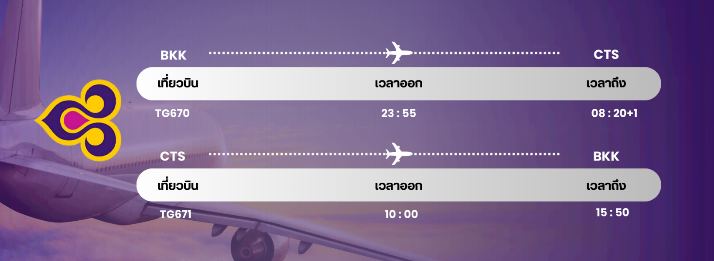 BKK CTS
เที่ยวบิน เวลาออก เวลาถึง
TG670 23 : 55 08 : 20+1
CTS BKK
เที่ยวบิน เวลาออก เวลาถึง
TG671 10 : 00 15 : 50